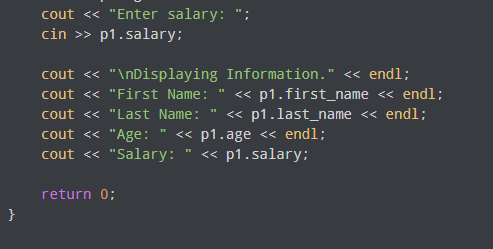 cout << "Enter salary: ";
cin >> p1.salary;
cout << "\nDisplaying Information." << endl;
cout << "First Name: " << p1.first_name << endl;
cout << "Last Name: " << p1.last_name << endl;
cout << "Age: " << p1.age << endl;
cout << "Salary: " << p1.salary;
return 0;
}